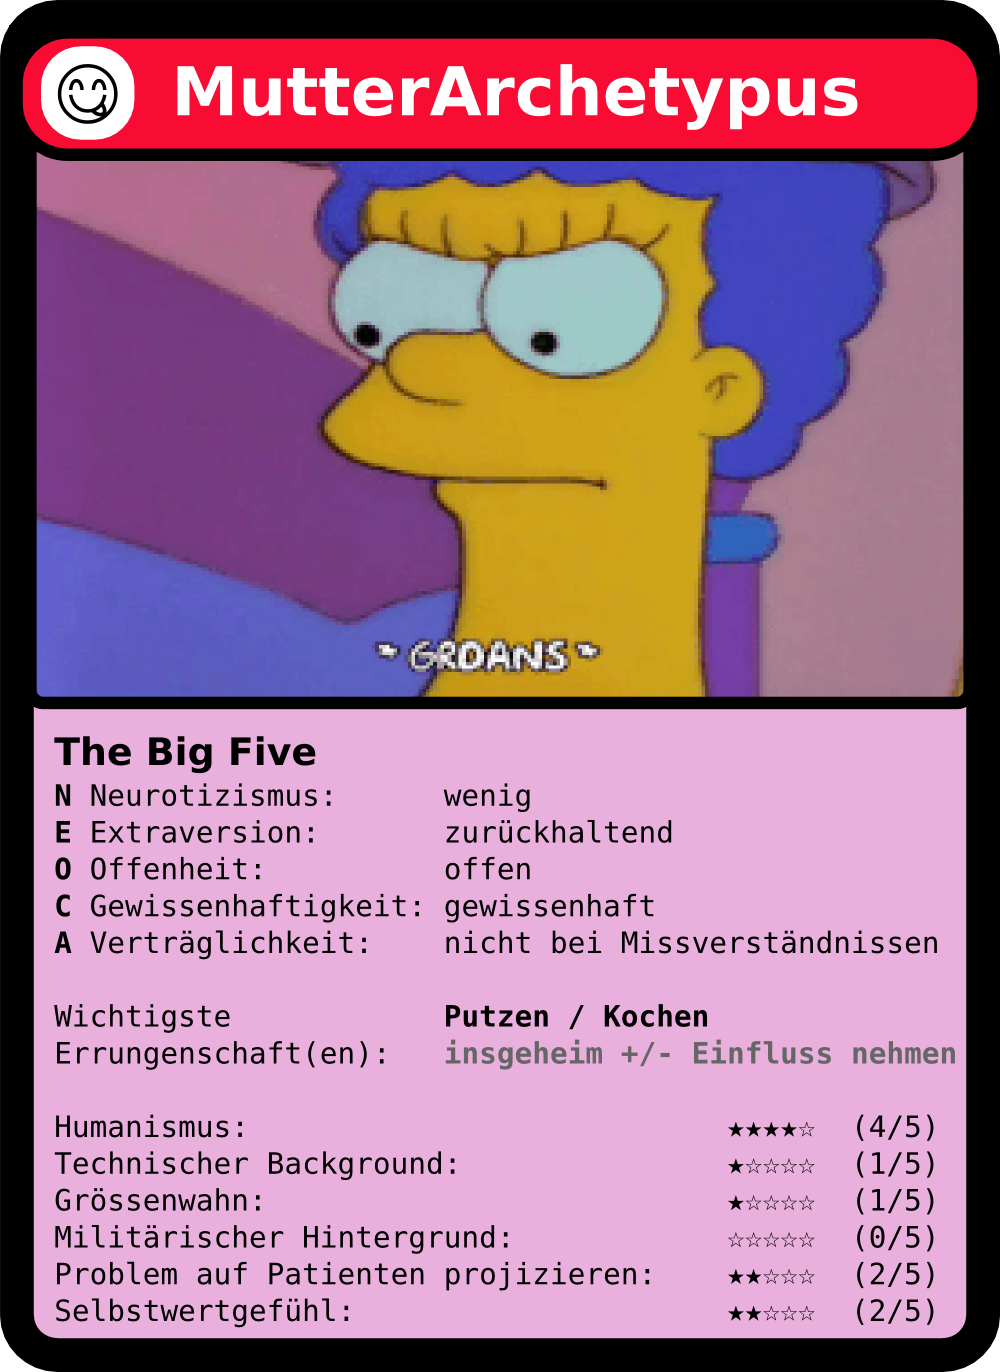 MutterArchetypus
~ GROANS ~
The Big Five
N Neurotizismus: wenig
E Extraversion: zurückhaltend
O Offenheit: offen
C Gewissenhaftigkeit: gewissenhaft
A Verträglichkeit: nicht bei Missverständnissen
Wichtigste Putzen / Kochen
Errungenschaft(en): insgeheim +/- Einfluss nehmen
Humanismus: ★★★★☆ (4/5)
Technischer Background: ★☆☆☆☆ (1/5)
Grössenwahn: ★☆☆☆☆ (1/5)
Militärischer Hintergrund: ☆☆☆☆☆ (0/5)
Problem auf Patienten projizieren: ★★☆☆☆ (2/5)
Selbstwertgefühl: ★★☆☆☆ (2/5)